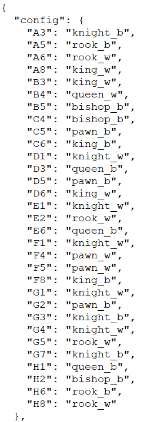 "config": {
"A3": "knight_b",
"A5": "rook_b",
"A6": "rook_w",
"A8": "king_w",
"B3": "king_w",
"B4": "queen_w",
"B5": "bishop_b",
"C4": "bishop_b",
"C5": "pawn_b",
"C6": "king_b",
"D1": "knight_w",
"D3": "queen_b",
"D5": "pawn_b",
"D6": "king_w",
"E1": "knight_w",
"E2": "rook_w",
"E6": "queen_b",
"F1": "knight_w",
"F4": "pawn_w",
"F5": "pawn_w",
"F8": "king_b",
"G1": "knight_w",
"G2": "pawn_b",
"G3": "knight_b",
"G4": "knight_w",
"G5": "rook_w",
"G7": "knight_b",
"H1": "queen_b",
"H2": "bishop_b",
"H6": "rook_b",
"H8": "rook_w"
},